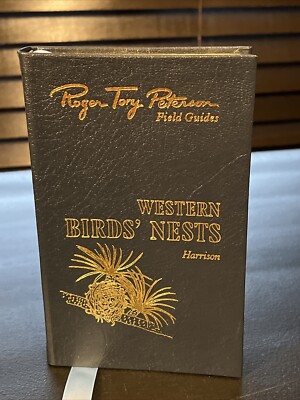 Roger Tory Peterson
Field Guides
WESTERN
BIRDS' NESTS
Harrison